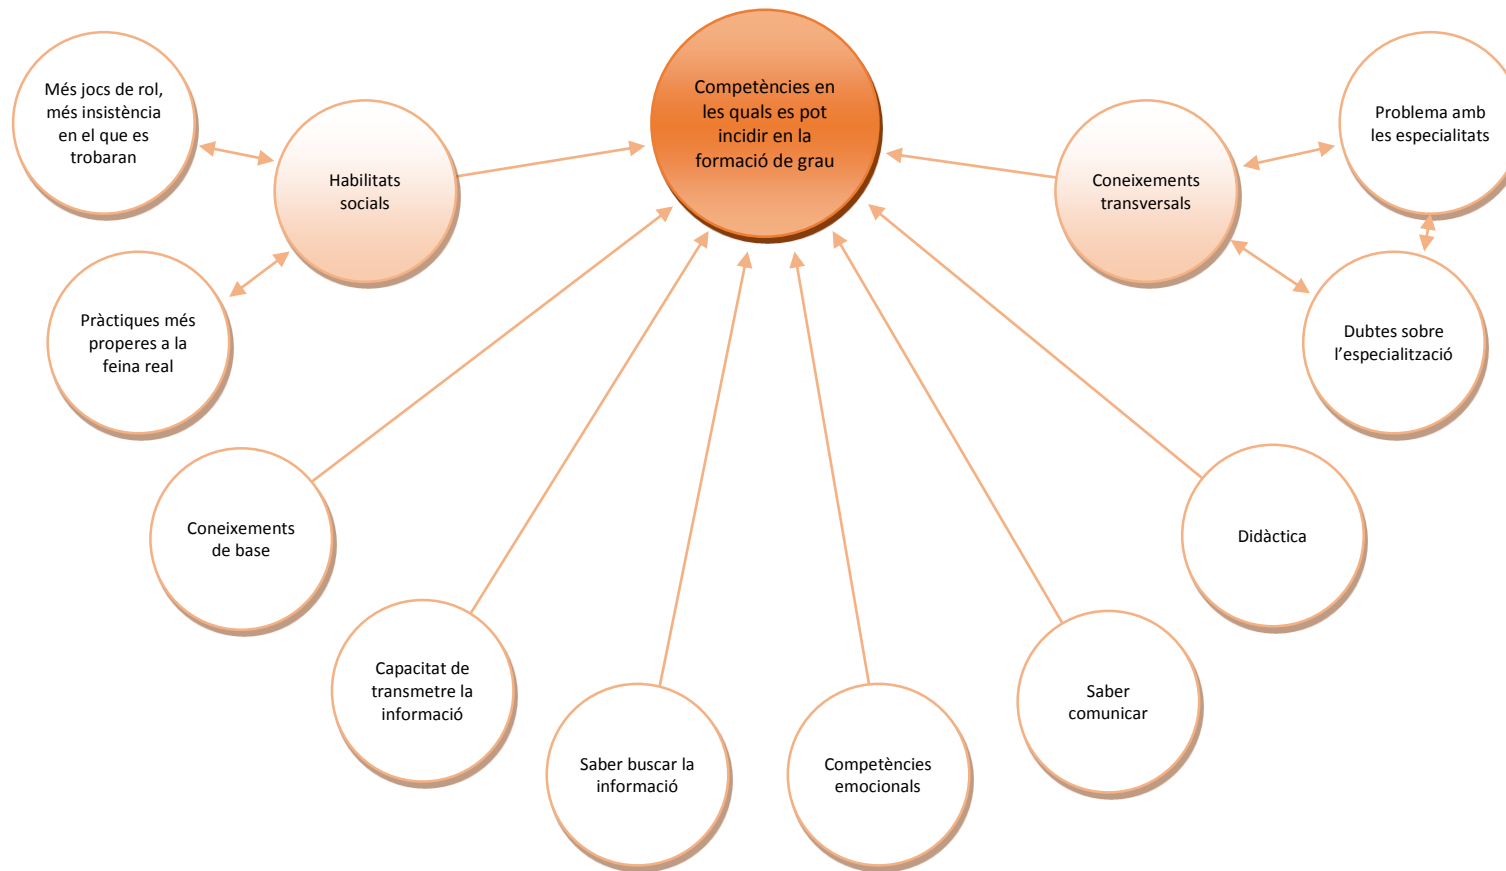 Més jocs de rol,
més insistència
en el que es
trobaran
Habilitats
socials
Pràctiques més
properes a la
feina real
Competències en
les quals es pot
incidir en la
formació de grau
Coneixements
transversals
Problema amb
les especialitats
Dubtes sobre
l’especialització
Coneixements
de base
Capacitat de
transmetre la
informació
Saber buscar la
informació
Competències
emocionals
Saber
comunicar
Didàctica